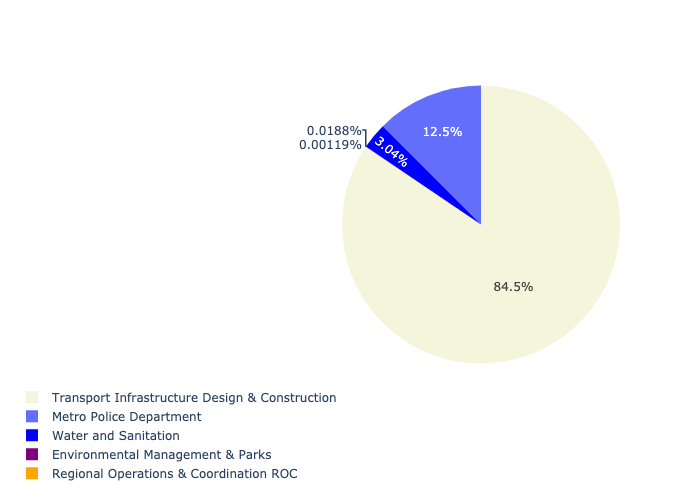 12.5%
0.0188%
0.00119%
3.04%
84.5%
Transport Infrastructure Design & Construction
Metro Police Department
Water and Sanitation
Environmental Management & Parks
Regional Operations & Coordination ROC